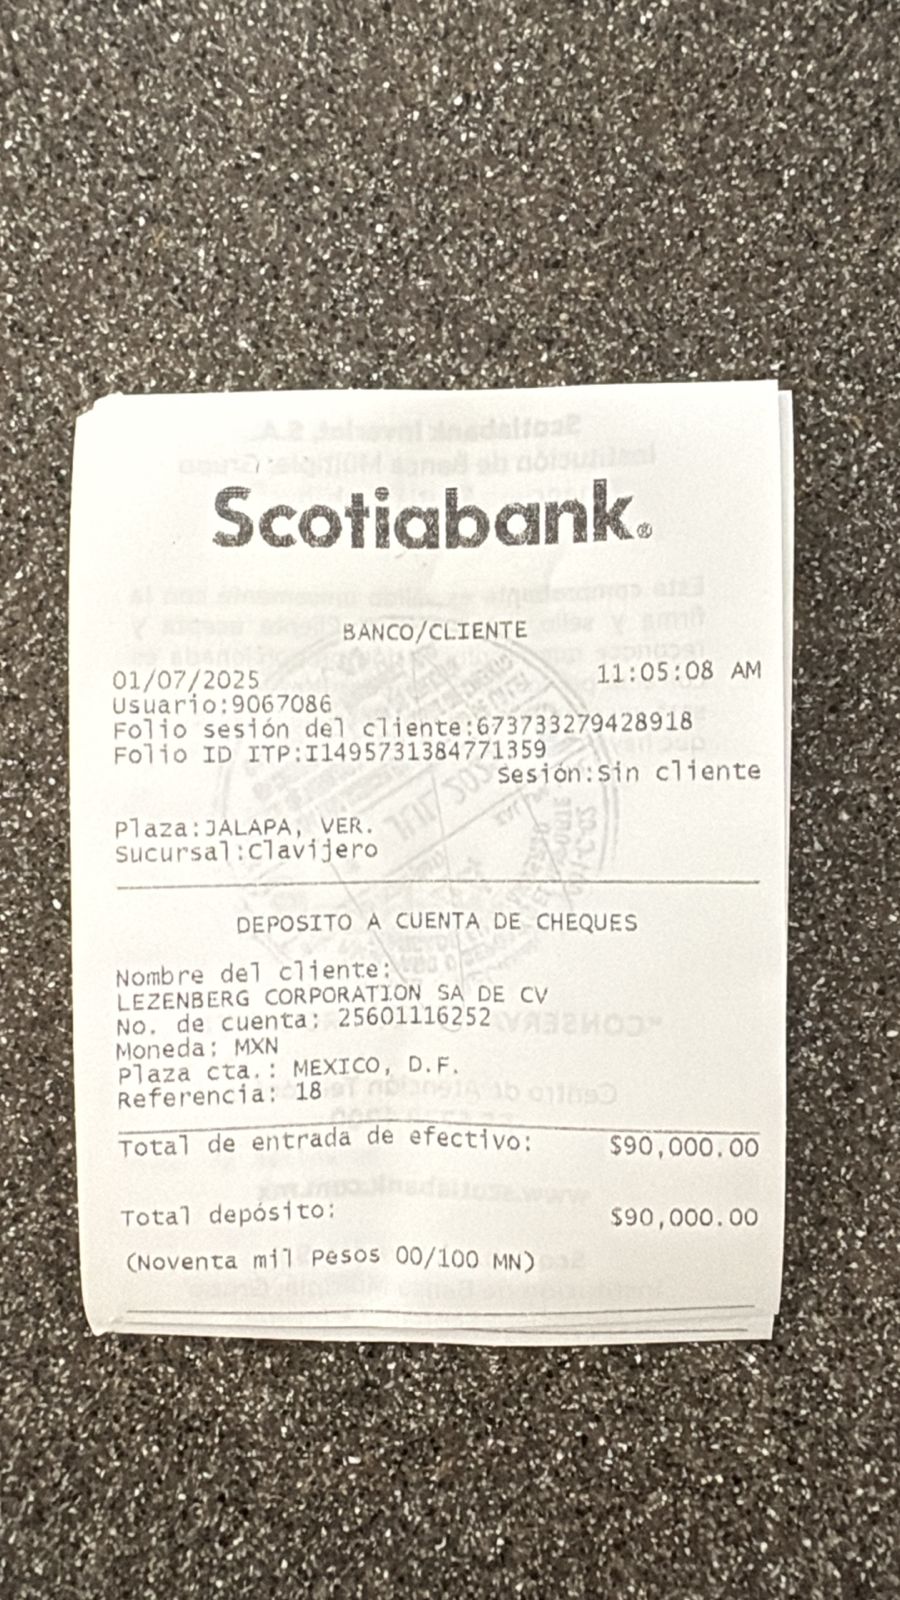 Scotiabank®
BANCO/CLIENTE
01/07/2025 11:05:08 AM
Usuario:9067086
Folio sesión del cliente:673733279428918
Folio ID ITP:I14957313847713​59
Sesión:Sin cliente
Plaza:JALAPA, VER.
Sucursal:Clavijero
DEPOSITO A CUENTA DE CHEQUES
Nombre del cliente:
LEZENBERG CORPORATION SA DE CV
No. de cuenta: 25601116252
Moneda: MXN
Plaza cta.: MEXICO, D.F.
Referencia: 18
Total de entrada de efectivo: $90,000.00
Total depósito: $90,000.00
(Noventa mil Pesos 00/100 MN)